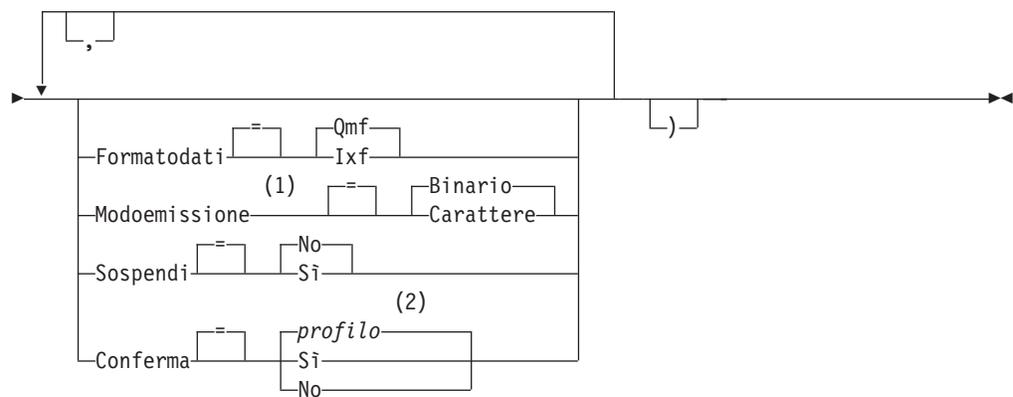 ,
)
= Qmf
Formatodati Ixf
(1)
= Binario
Modoemissione Carattere
= No
Sospendi Sì
(2)
= profilo
Conferma Sì
No